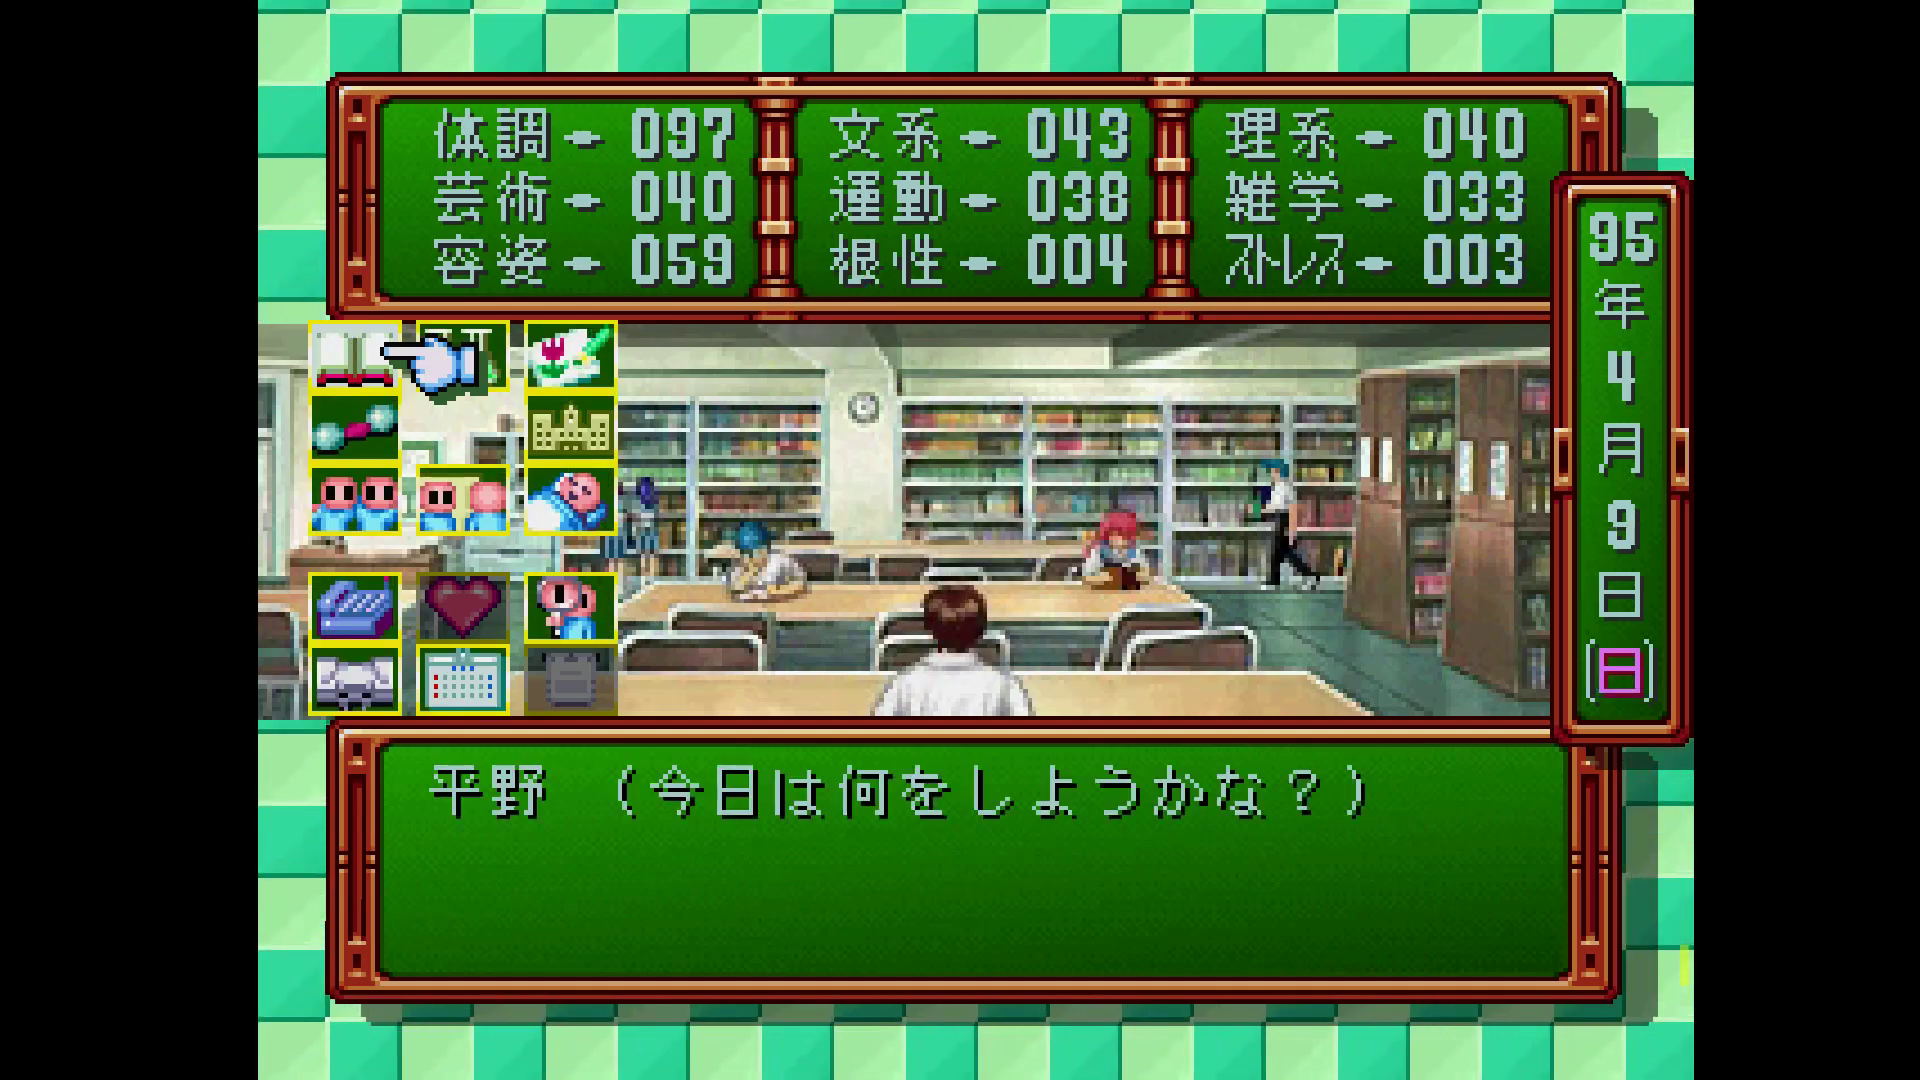 体調 097 文系 043 理系 040
芸術 040 運動 038 雑学 033
容姿 059 根性 004 ストレス 003
95
年
4
月
9
日
(日)
平野 (今日は何をしようかな?)